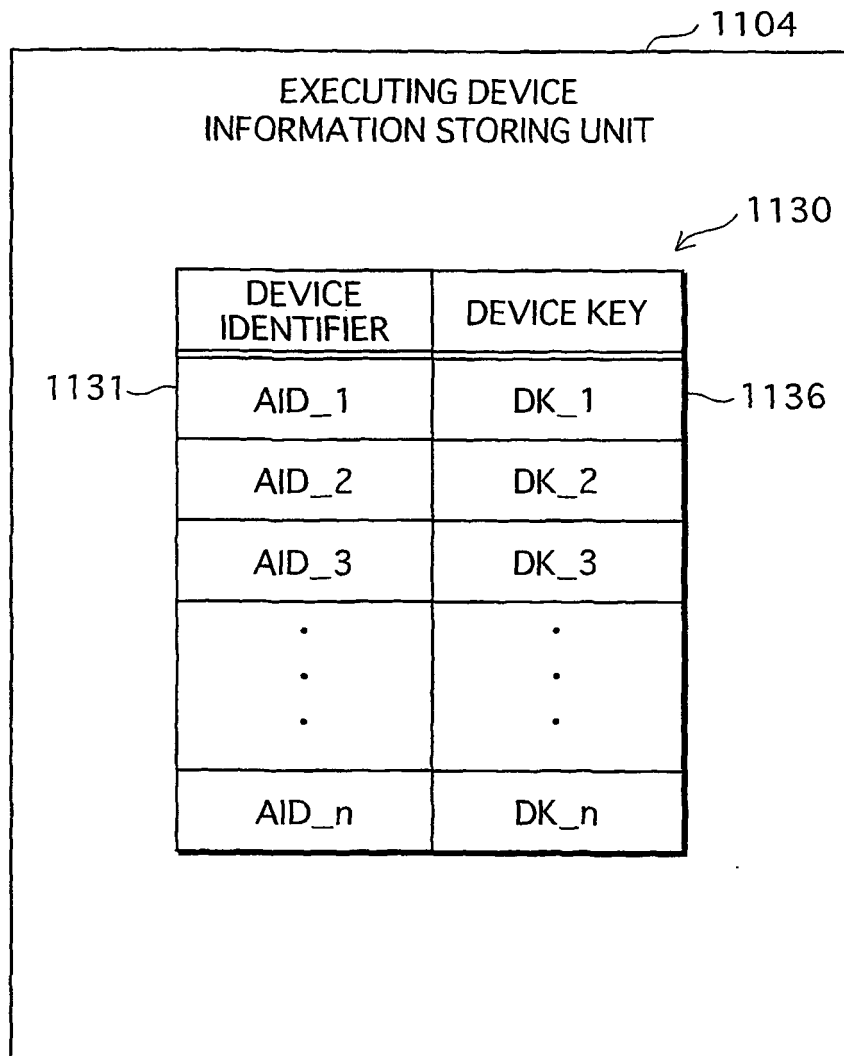 1104
EXECUTING DEVICE
INFORMATION STORING UNIT
1130
DEVICE IDENTIFIER DEVICE KEY
1131 AID_1 DK_1 1136
AID_2 DK_2
AID_3 DK_3
AID_n DK_n